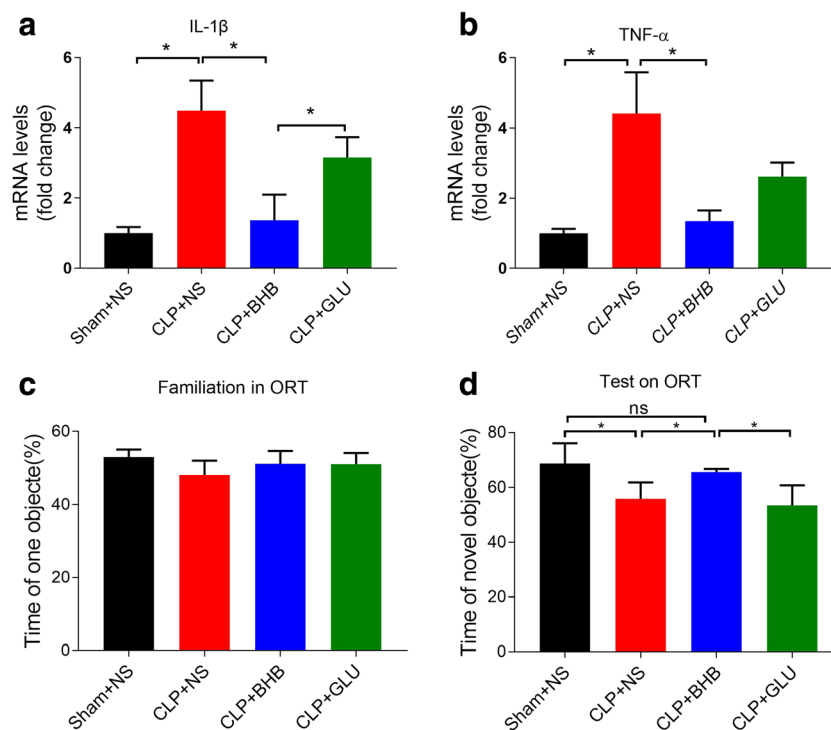 a
IL-1β
mRNA levels
(fold change)
6
4
2
0
*
*
*
Sham+NS
CLP+NS
CLP+BHB
CLP+GLU
b
TNF-α
mRNA levels
(fold change)
6
4
2
0
*
*
Sham+NS
CLP+NS
CLP+BHB
CLP+GLU
c
Familiation in ORT
Time of one objecte(%)
60
40
20
0
Sham+NS
CLP+NS
CLP+BHB
CLP+GLU
d
Test on ORT
Time of novel objecte(%)
80
60
40
20
0
ns
*
*
*
Sham+NS
CLP+NS
CLP+BHB
CLP+GLU